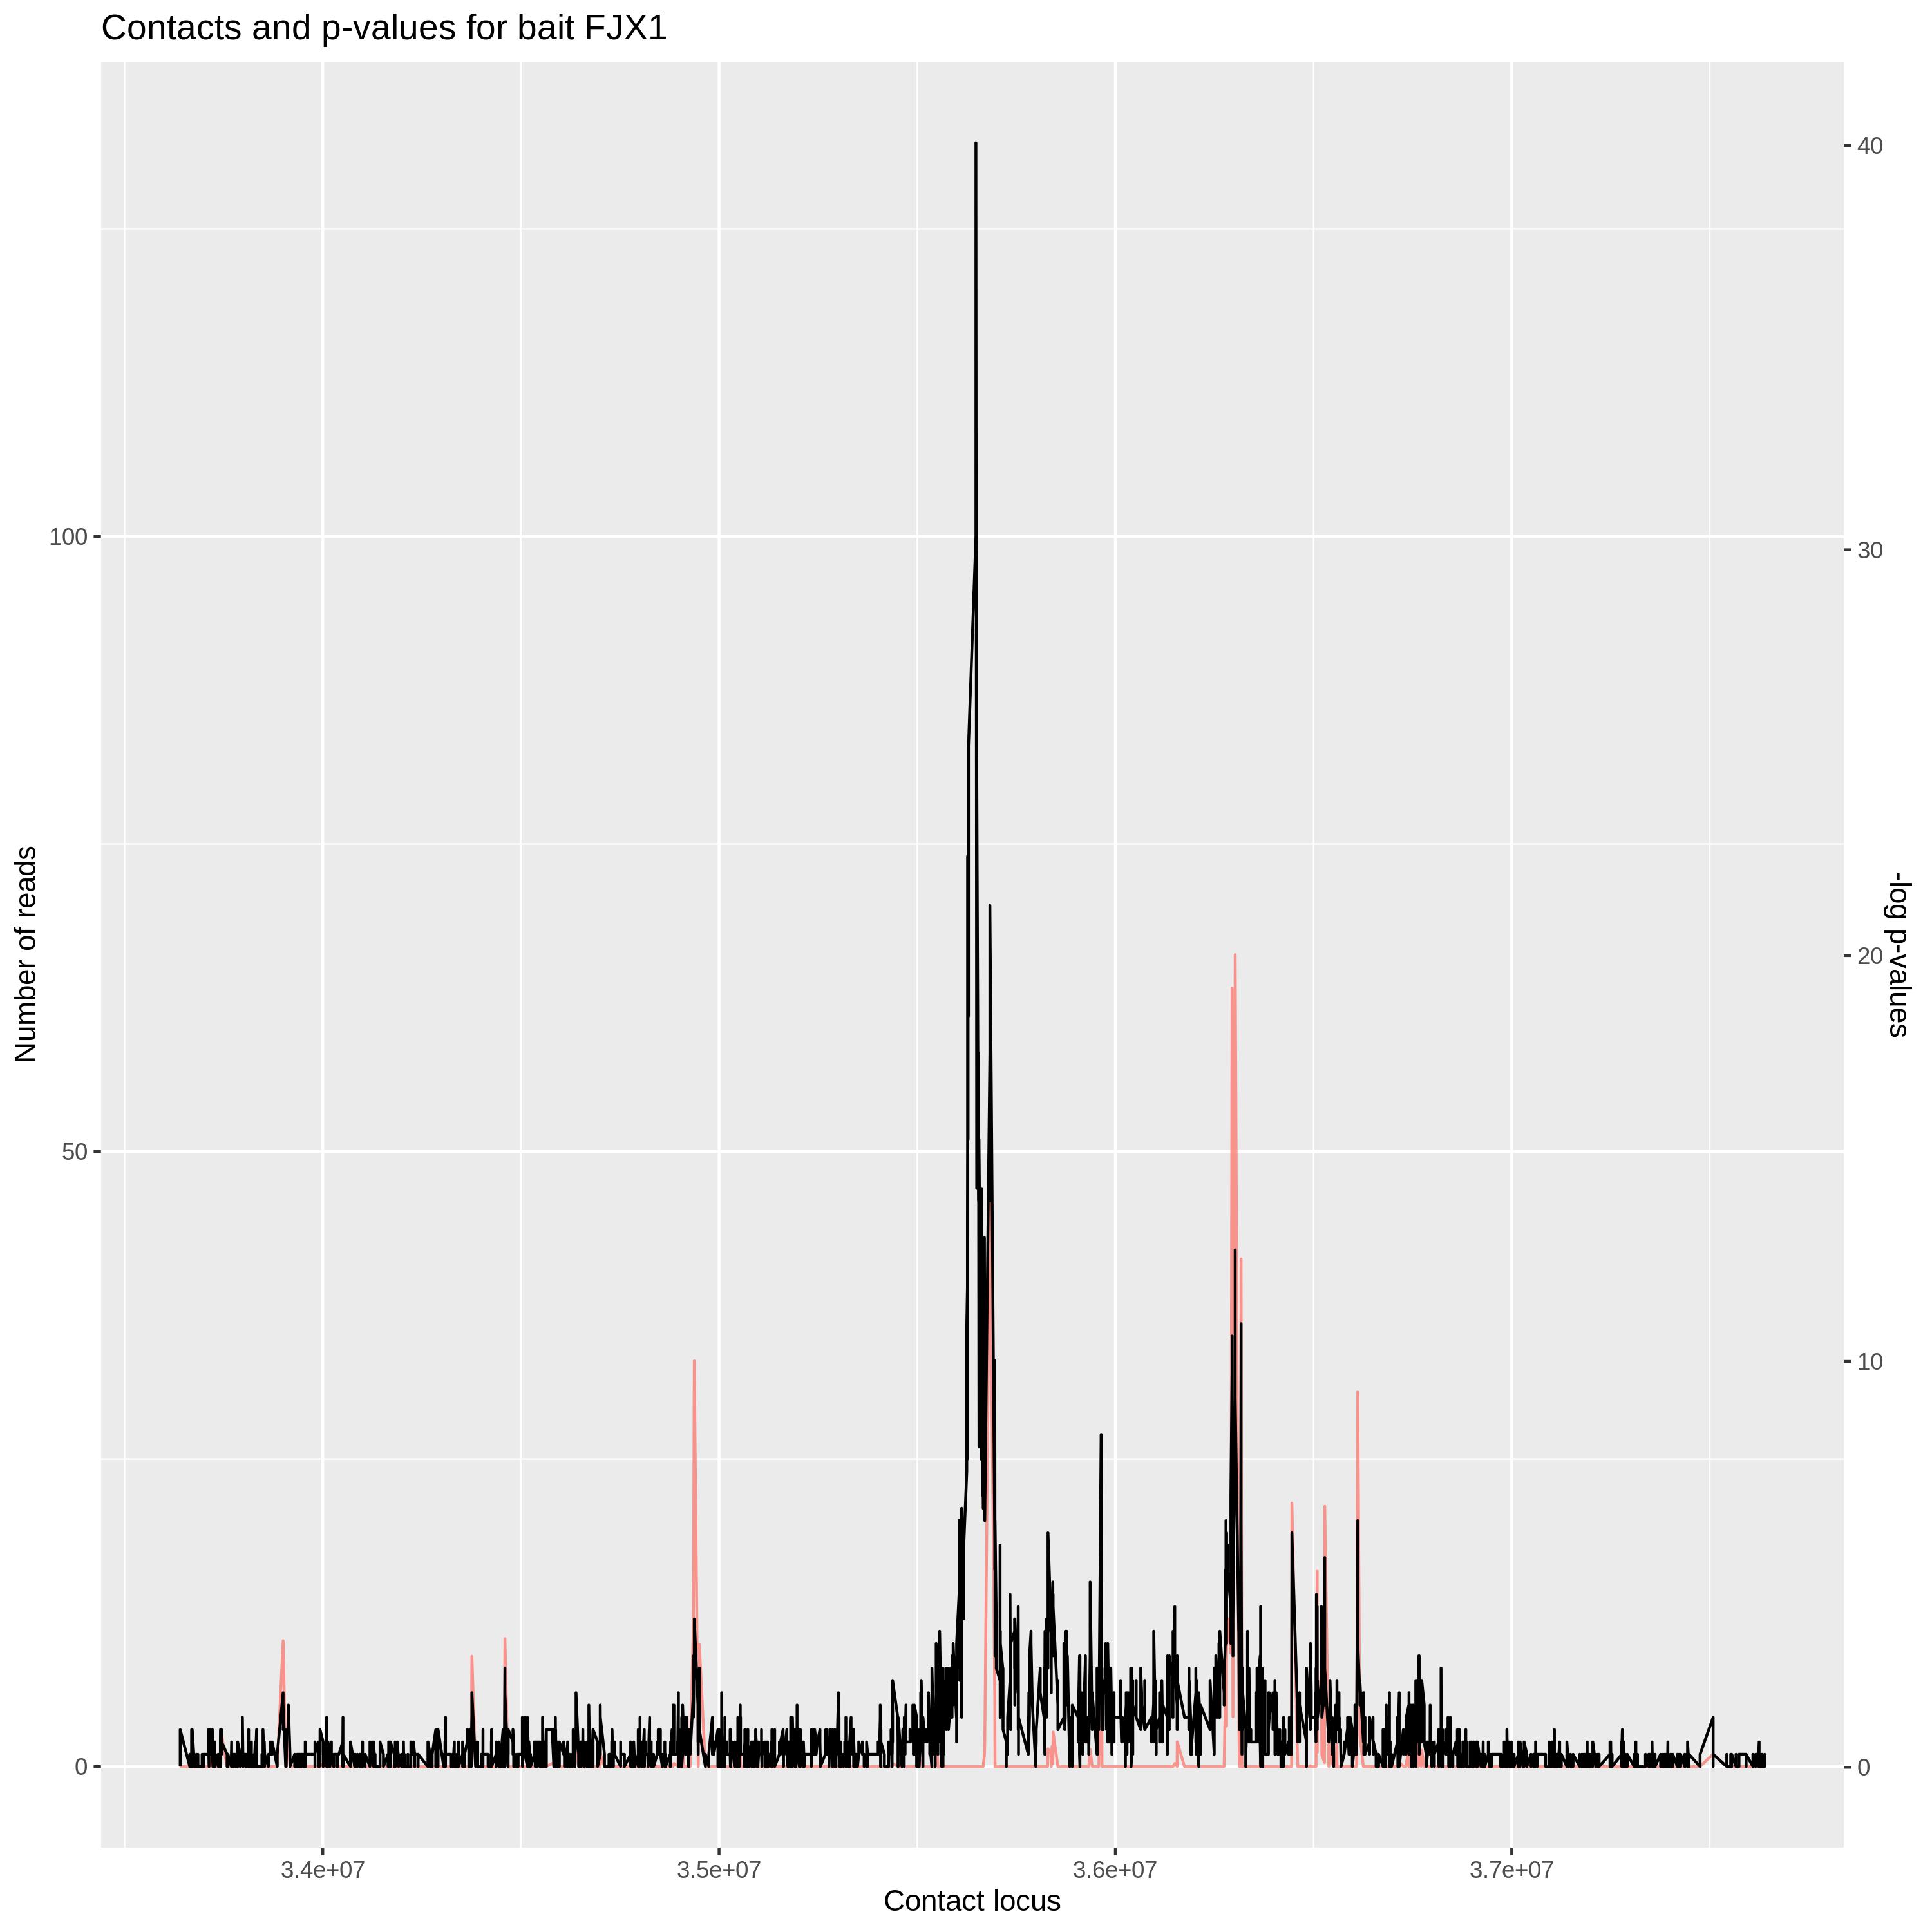 Contacts and p-values for bait FJX1
40
100
30
Number of reads
20
-log p-values
50
10
0
0
3.4e+07
3.5e+07
3.6e+07
3.7e+07
Contact locus